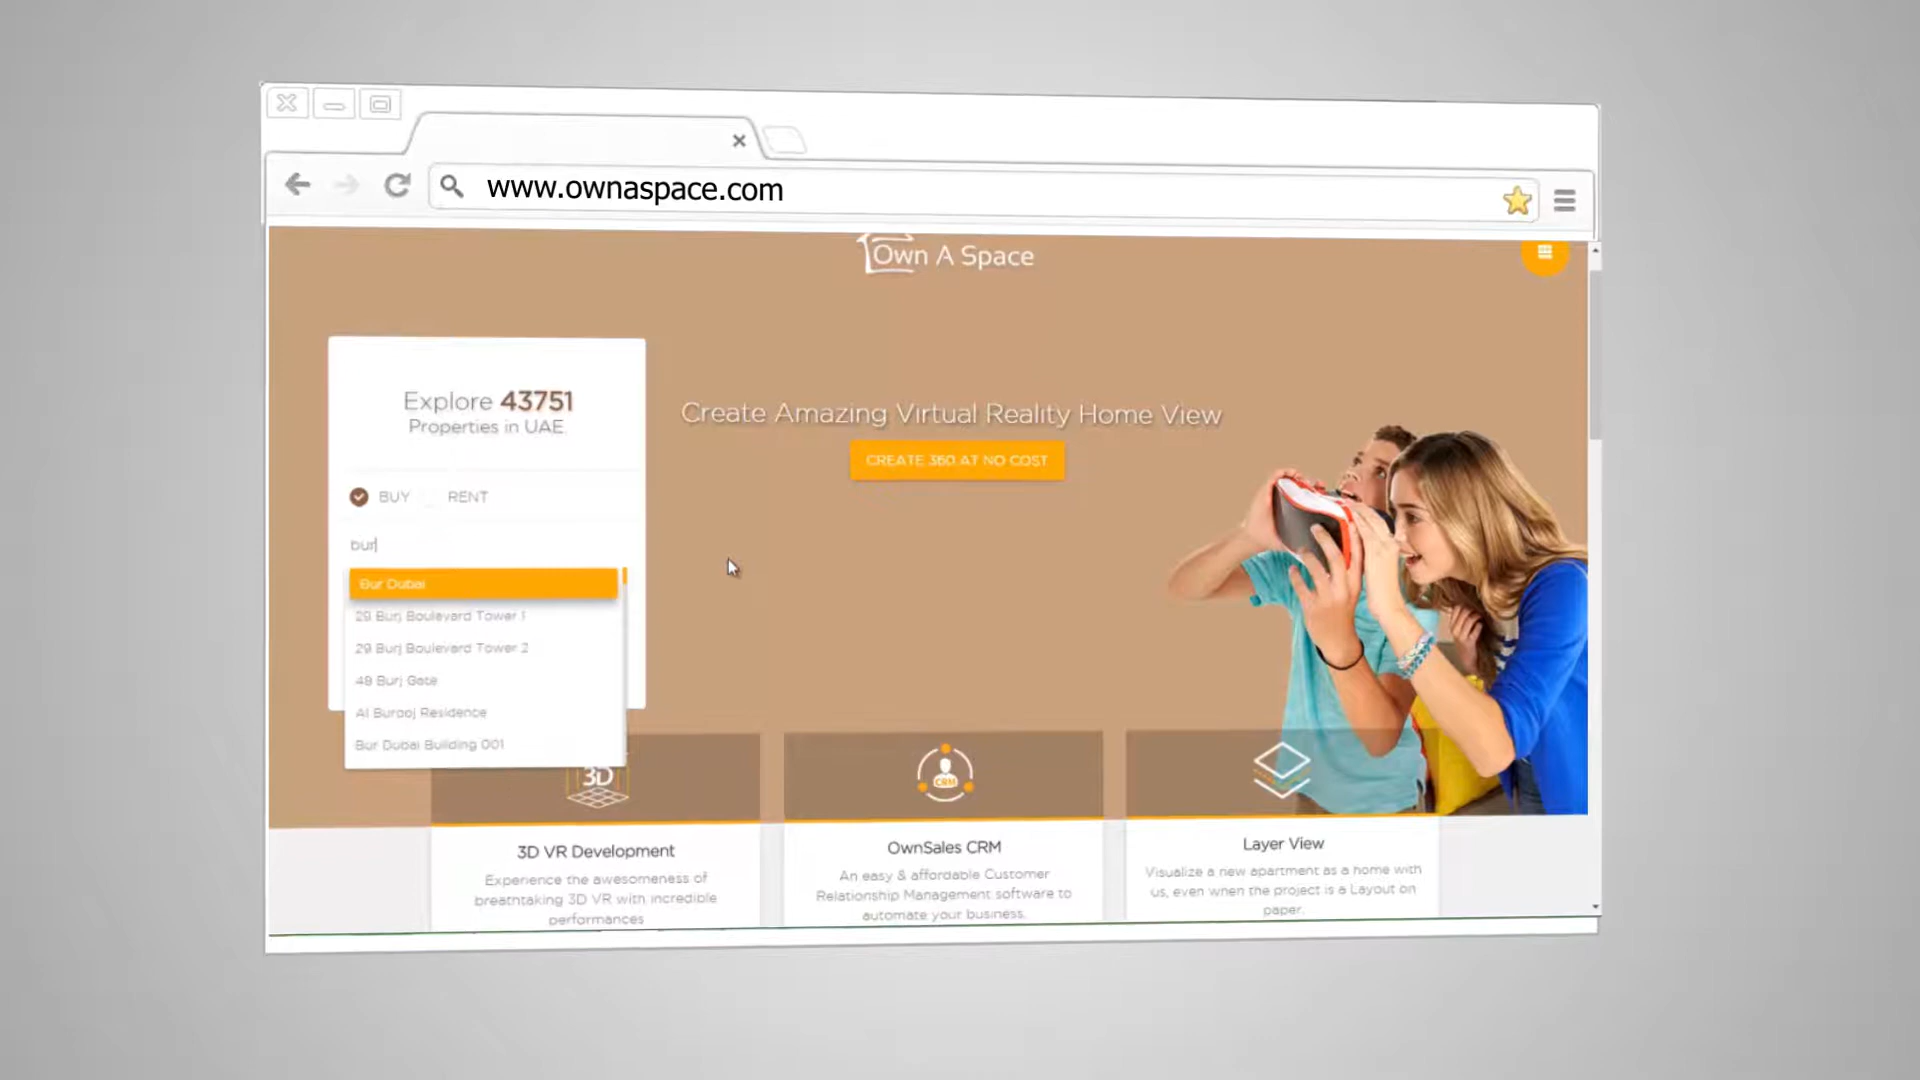 www.ownaspace.com
Own A Space
Explore 43751
Properties in UAE
BUY RENT
bur
Bur Dubai
29 Burj Boulevard Tower 1
29 Burj Boulevard Tower 2
48 Burj Gate
Al Burooj Residence
Bur Dubai Building 001
Create Amazing Virtual Reality Home View
CREATE 360 AT NO COST
3D
3D VR Development
Experience the awesomeness of
breathtaking 3D VR with incredible
performances
CRM
OwnSales CRM
An easy & affordable Customer
Relationship Management software to
automate your business.
Layer View
Visualize a new apartment as a home with
us, even when the project is a Layout on
paper.